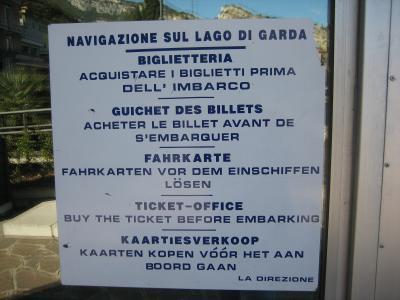 NAVIGAZIONE SUL LAGO DI GARDA
BIGLIETTERIA
ACQUISTARE I BIGLIETTI PRIMA
DELL' IMBARCO
GUICHET DES BILLETS
ACHETER LE BILLET AVANT DE
S'EMBARQUER
FAHRKARTE
FAHRKARTEN VOR DEM EINSCHIFFEN
LÖSEN
TICKET-OFFICE
BUY THE TICKET BEFORE EMBARKING
KAARTIESVERKOOP
KAARTEN KOPEN VÓÓR HET AAN
BOORD GAAN
LA DIREZIONE